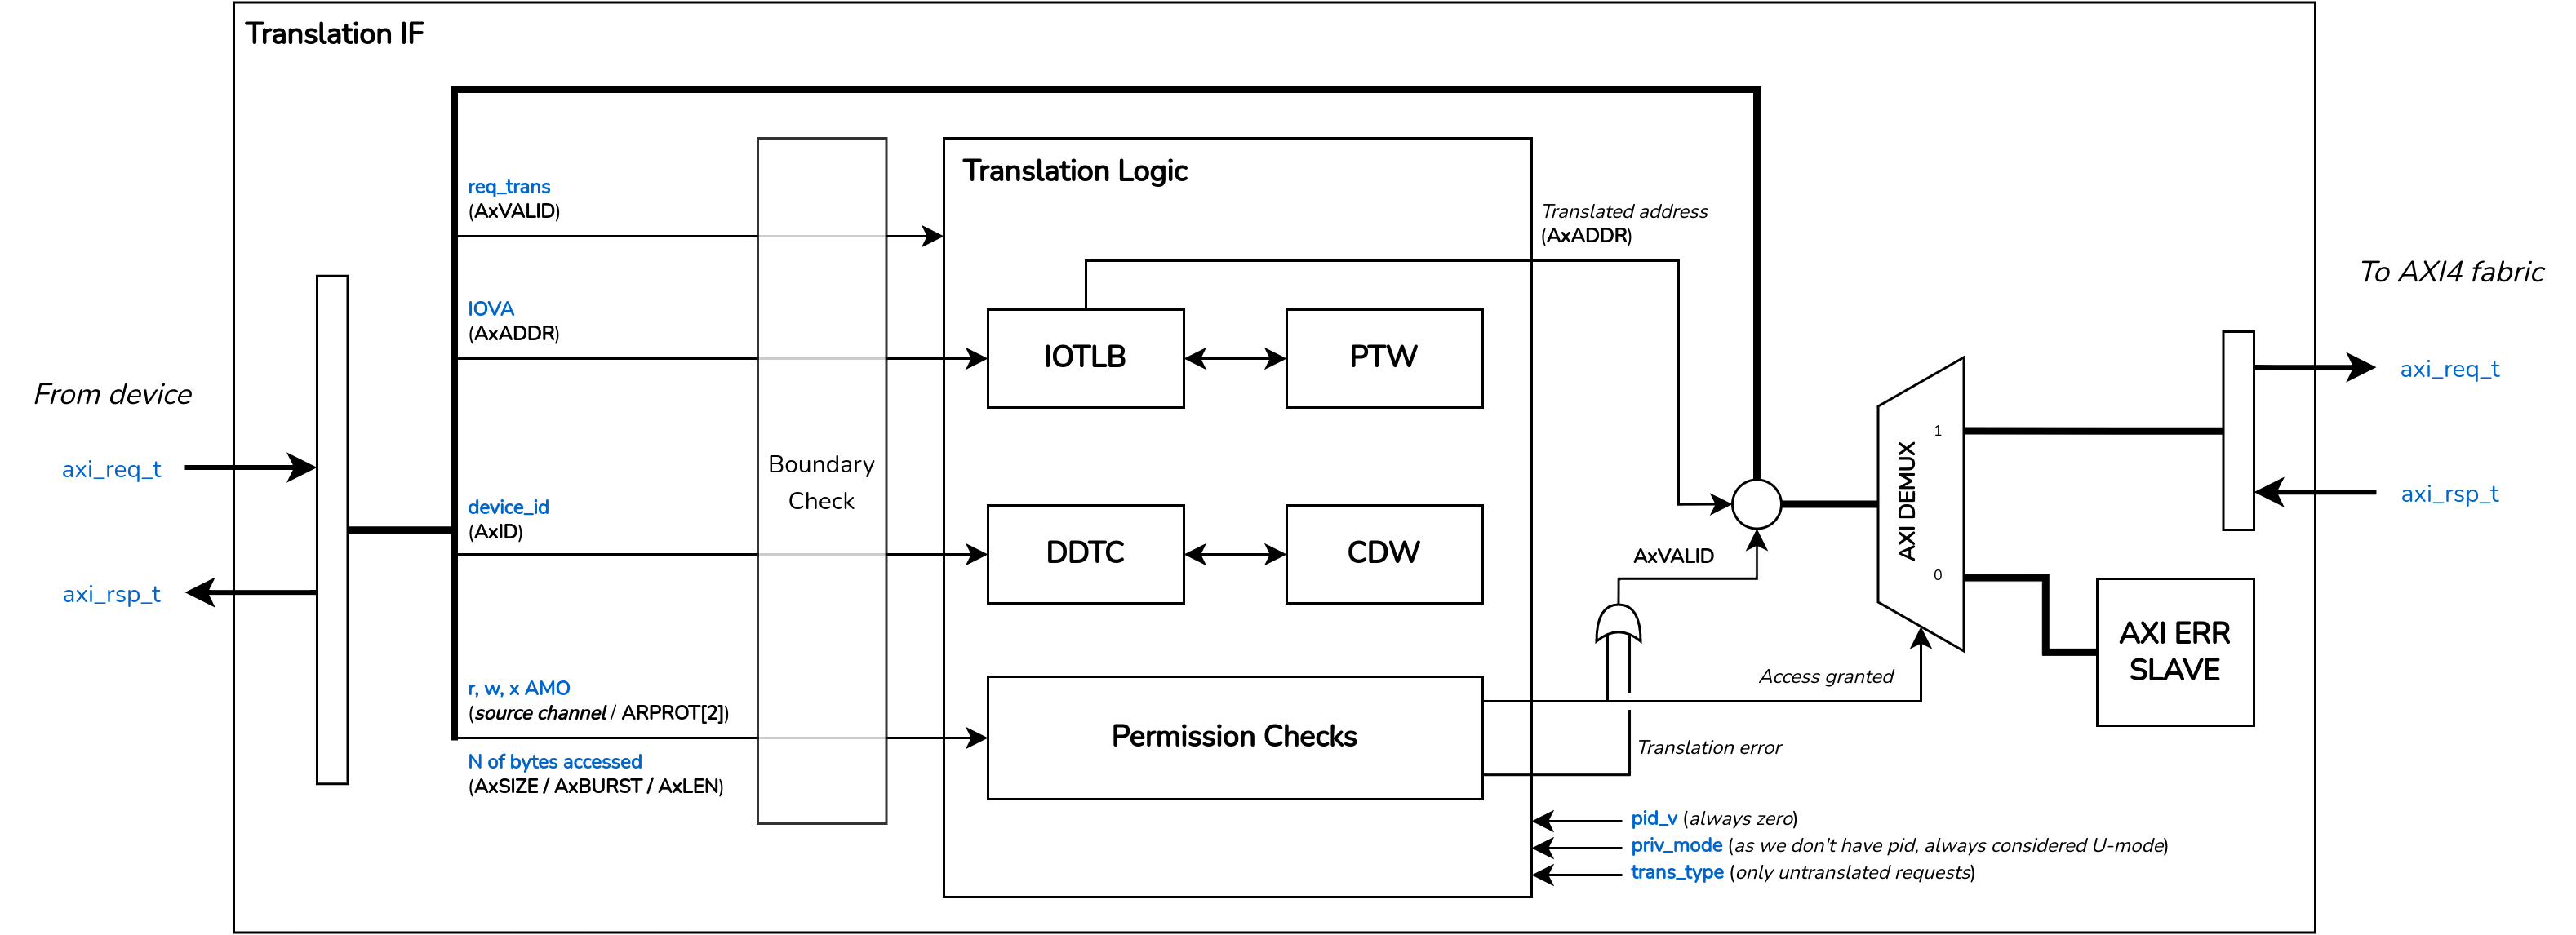 Translation IF
From device
axi_req_t
axi_rsp_t
req_trans
(AxVALID)
IOVA
(AxADDR)
device_id
(AxID)
r, w, x AMO
(source channel / ARPROT[2])
N of bytes accessed
(AxSIZE / AxBURST / AxLEN)
Boundary
Check
Translation Logic
IOTLB
PTW
DDTC
CDW
Permission Checks
Translated address
(AxADDR)
AxVALID
Access granted
Translation error
pid_v (always zero)
priv_mode (as we don't have pid, always considered U-mode)
trans_type (only untranslated requests)
AXI DEMUX
1
0
AXI ERR
SLAVE
To AXI4 fabric
axi_req_t
axi_rsp_t